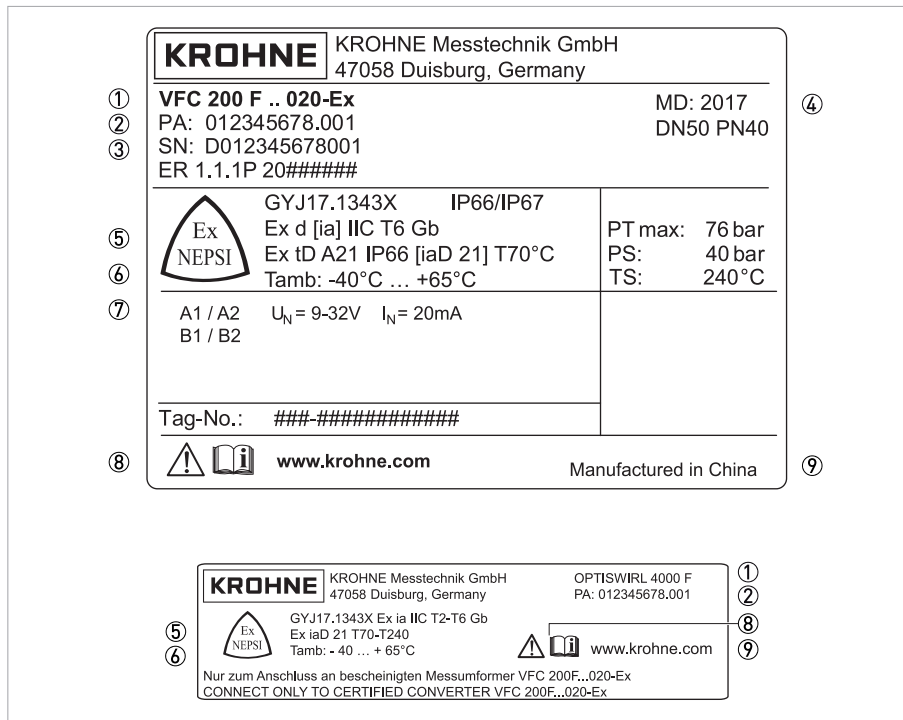 KROHNE KROHNE Messtechnik GmbH
47058 Duisburg, Germany
① VFC 200 F .. 020-Ex MD: 2017 ④
② PA: 012345678.001 DN50 PN40
③ SN: D012345678001
ER 1.1.1P 20######
GYJ17.1343X IP66/IP67
⑤ Ex NEPSI Ex d [ia] IIC T6 Gb PT max: 76 bar
Ex tD A21 IP66 [iaD 21] T70°C PS: 40 bar
⑥ Tamb: -40°C ... +65°C TS: 240°C
⑦ A1 / A2 UN = 9-32V IN = 20mA
B1 / B2
Tag-No.: ###-############
⑧ www.krohne.com Manufactured in China ⑨
KROHNE KROHNE Messtechnik GmbH OPTISWIRL 4000 F ①
47058 Duisburg, Germany PA: 012345678.001 ②
GYJ17.1343X Ex ia IIC T2-T6 Gb ⑧
⑤ Ex NEPSI Ex iaD 21 T70-T240
⑥ Tamb: - 40 ... + 65°C www.krohne.com ⑨
Nur zum Anschluss an bescheinigten Messumformer VFC 200F...020-Ex
CONNECT ONLY TO CERTIFIED CONVERTER VFC 200F...020-Ex